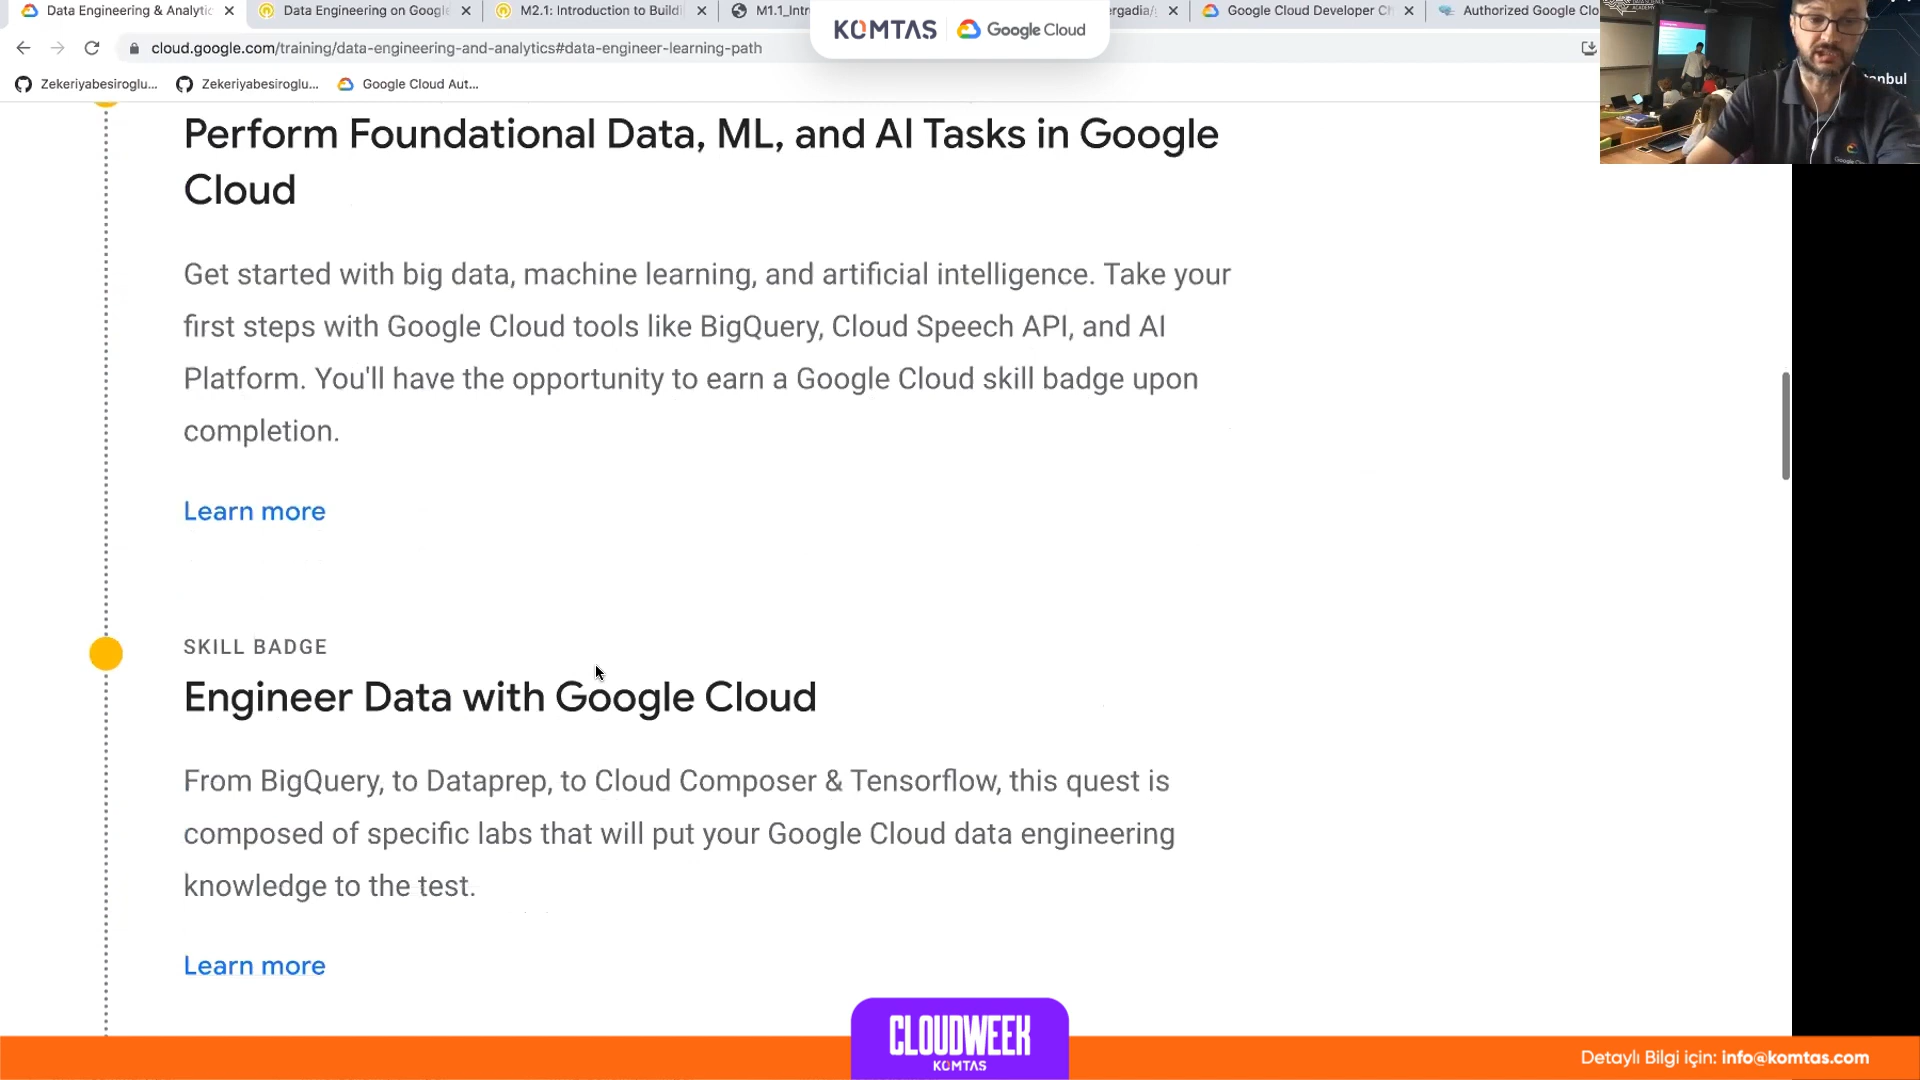 Data Engineering & Analytic
Data Engineering on Google
M2.1: Introduction to Buildi
M1.1_Intr
ergadia/
Google Cloud Developer Ch
Authorized Google Clo
KOMTAS
Google Cloud
cloud.google.com/training/data-engineering-and-analytics#data-engineer-learning-path
Zekeriyabesiroglu...
Zekeriyabesiroglu...
Google Cloud Aut...
Perform Foundational Data, ML, and AI Tasks in Google
Cloud
Get started with big data, machine learning, and artificial intelligence. Take your
first steps with Google Cloud tools like BigQuery, Cloud Speech API, and AI
Platform. You'll have the opportunity to earn a Google Cloud skill badge upon
completion.
Learn more
SKILL BADGE
Engineer Data with Google Cloud
From BigQuery, to Dataprep, to Cloud Composer & Tensorflow, this quest is
composed of specific labs that will put your Google Cloud data engineering
knowledge to the test.
Learn more
CLOUDWEEK
KOMTAS
Detaylı Bilgi için: info@komtas.com